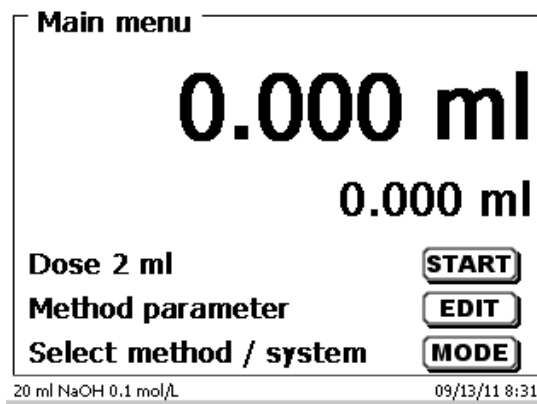 Main menu
0.000 ml
0.000 ml
Dose 2 ml START
Method parameter EDIT
Select method / system MODE
20 ml NaOH 0.1 mol/L 09/13/11 8:31